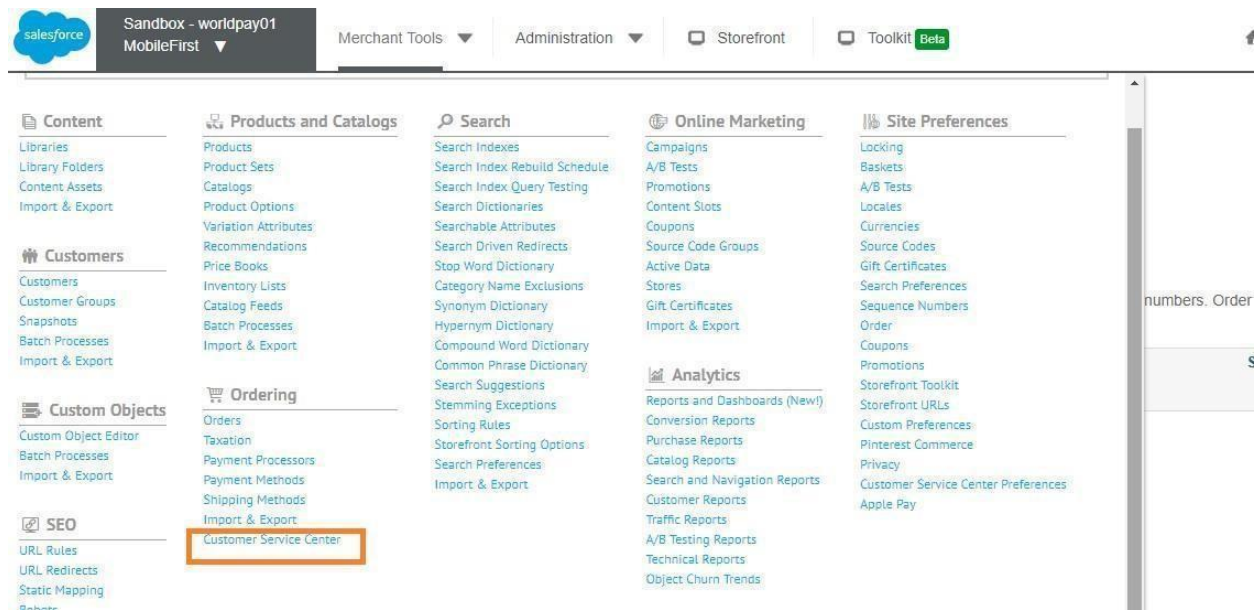 salesforce
Sandbox - worldpay01
MobileFirst
Merchant Tools
Administration
Storefront
Toolkit Beta
Content
Libraries
Library Folders
Content Assets
Import & Export
Customers
Customers
Customer Groups
Snapshots
Batch Processes
Import & Export
Custom Objects
Custom Object Editor
Batch Processes
Import & Export
SEO
URL Rules
URL Redirects
Static Mapping
Robots
Products and Catalogs
Products
Product Sets
Catalogs
Product Options
Variation Attributes
Recommendations
Price Books
Inventory Lists
Catalog Feeds
Batch Processes
Import & Export
Ordering
Orders
Taxation
Payment Processors
Payment Methods
Shipping Methods
Import & Export
Customer Service Center
Search
Search Indexes
Search Index Rebuild Schedule
Search Index Query Testing
Search Dictionaries
Searchable Attributes
Search Driven Redirects
Stop Word Dictionary
Category Name Exclusions
Synonym Dictionary
Hypernym Dictionary
Compound Word Dictionary
Common Phrase Dictionary
Search Suggestions
Stemming Exceptions
Sorting Rules
Storefront Sorting Options
Search Preferences
Import & Export
Online Marketing
Campaigns
A/B Tests
Promotions
Content Slots
Coupons
Source Code Groups
Active Data
Stores
Gift Certificates
Import & Export
Analytics
Reports and Dashboards (New!)
Conversion Reports
Purchase Reports
Catalog Reports
Search and Navigation Reports
Customer Reports
Traffic Reports
A/B Testing Reports
Technical Reports
Object Churn Trends
Site Preferences
Locking
Baskets
A/B Tests
Locales
Currencies
Source Codes
Gift Certificates
Search Preferences
Sequence Numbers
Order
Coupons
Promotions
Storefront Toolkit
Storefront URLs
Custom Preferences
Pinterest Commerce
Privacy
Customer Service Center Preferences
Apple Pay
numbers. Order
S